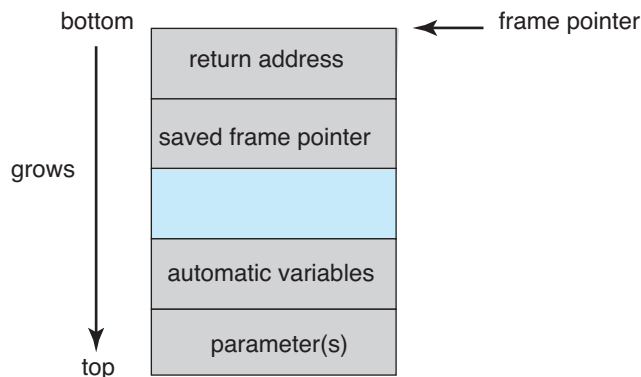 bottom
frame pointer
return address
saved frame pointer
grows
automatic variables
parameter(s)
top